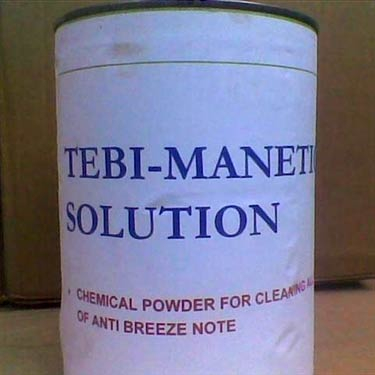 TEBI-MANETI
SOLUTION
CHEMICAL POWDER FOR CLEANING
OF ANTI BREEZE NOTE